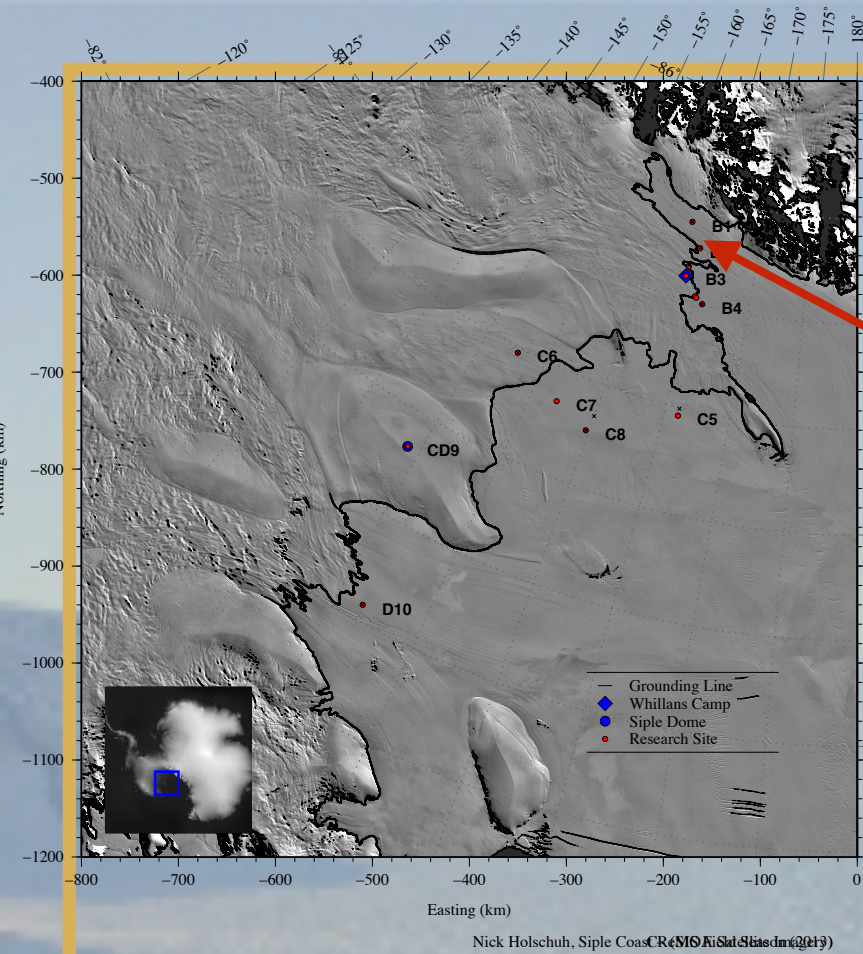 -82°
-120°
-125°
-130°
-135°
-140°
-145°
-150°
-86°
-155°
-160°
-165°
-170°
-175°
180°
−400
−500
−600
−700
−800
−900
−1000
−1100
−1200
B1
B3
B4
C6
C7
C5
C8
CD9
D10
Grounding Line
Whillans Camp
Siple Dome
Research Site
−800
−700
−600
−500
−400
−300
−200
−100
0
Northing (km)
Easting (km)
Nick Holschuh, Siple Coast